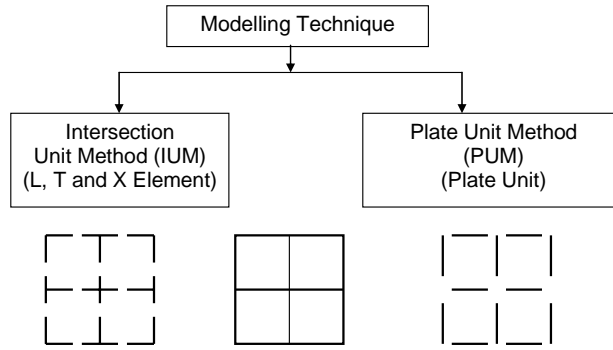 Modelling Technique
Intersection
Unit Method (IUM)
(L, T and X Element)
Plate Unit Method
(PUM)
(Plate Unit)